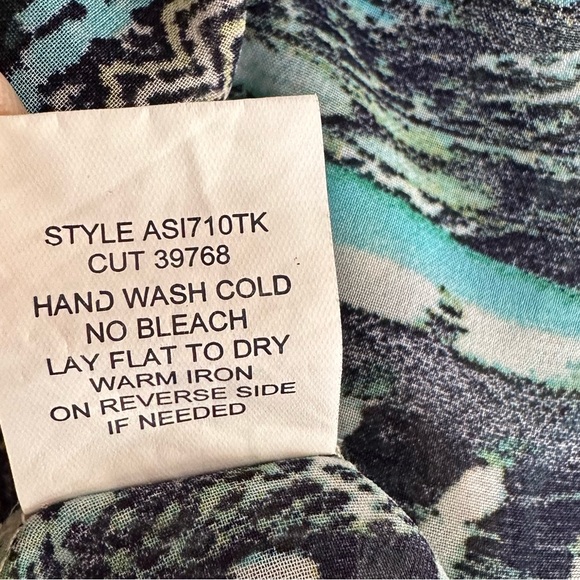 STYLE ASI710TK
CUT 39768
HAND WASH COLD
NO BLEACH
LAY FLAT TO DRY
WARM IRON
ON REVERSE SIDE
IF NEEDED